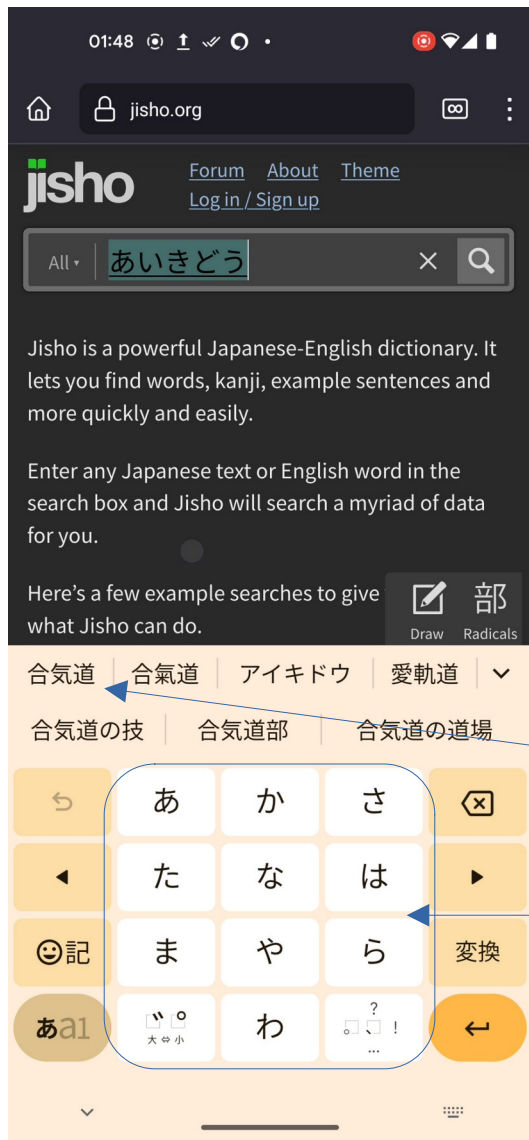 01:48
jisho.org
jisho
Forum About Theme
Log in / Sign up
All あいきどう
Jisho is a powerful Japanese-English dictionary. It
lets you find words, kanji, example sentences and
more quickly and easily.
Enter any Japanese text or English word in the
search box and Jisho will search a myriad of data
for you.
Here's a few example searches to give
what Jisho can do.
部
Draw Radicals
合気道 合氣道 アイキドウ 愛軌道
合気道の技 合気道部 合気道の道場
あ か さ
た な は
記 ま や ら 変換
あa1 大⇔小 わ 。、?!…